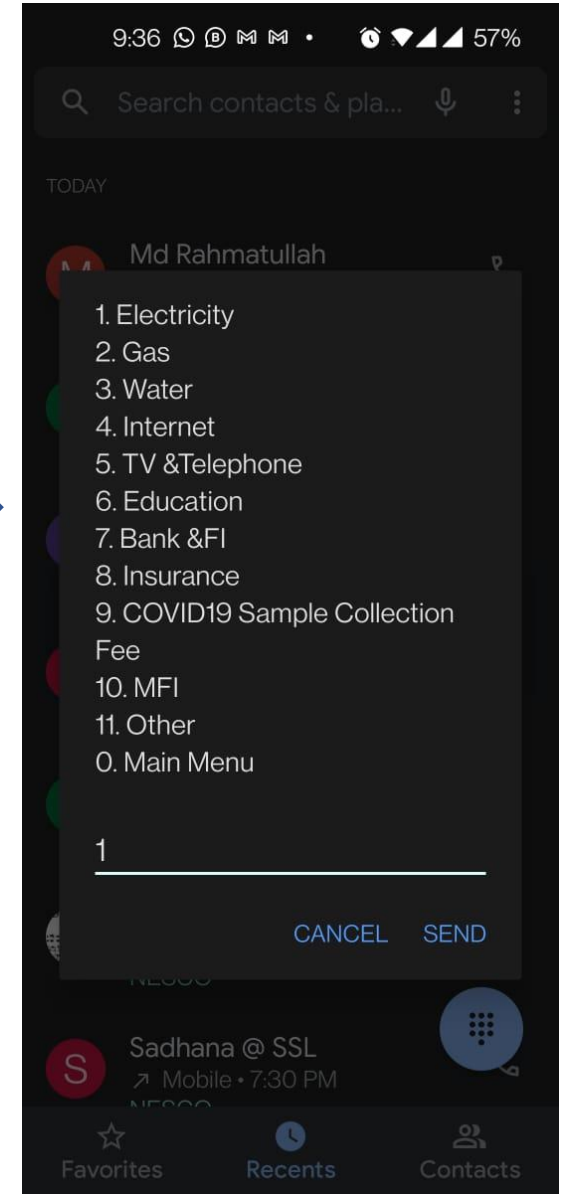 9:36
57%
Search contacts & pla...
TODAY
Md Rahmatullah
1. Electricity
2. Gas
3. Water
4. Internet
5. TV &Telephone
6. Education
7. Bank &FI
8. Insurance
9. COVID19 Sample Collection
Fee
10. MFI
11. Other
0. Main Menu
1
CANCEL SEND
NESCO
Sadhana @ SSL
S
Mobile • 7:30 PM
NESCO
Favorites Recents Contacts